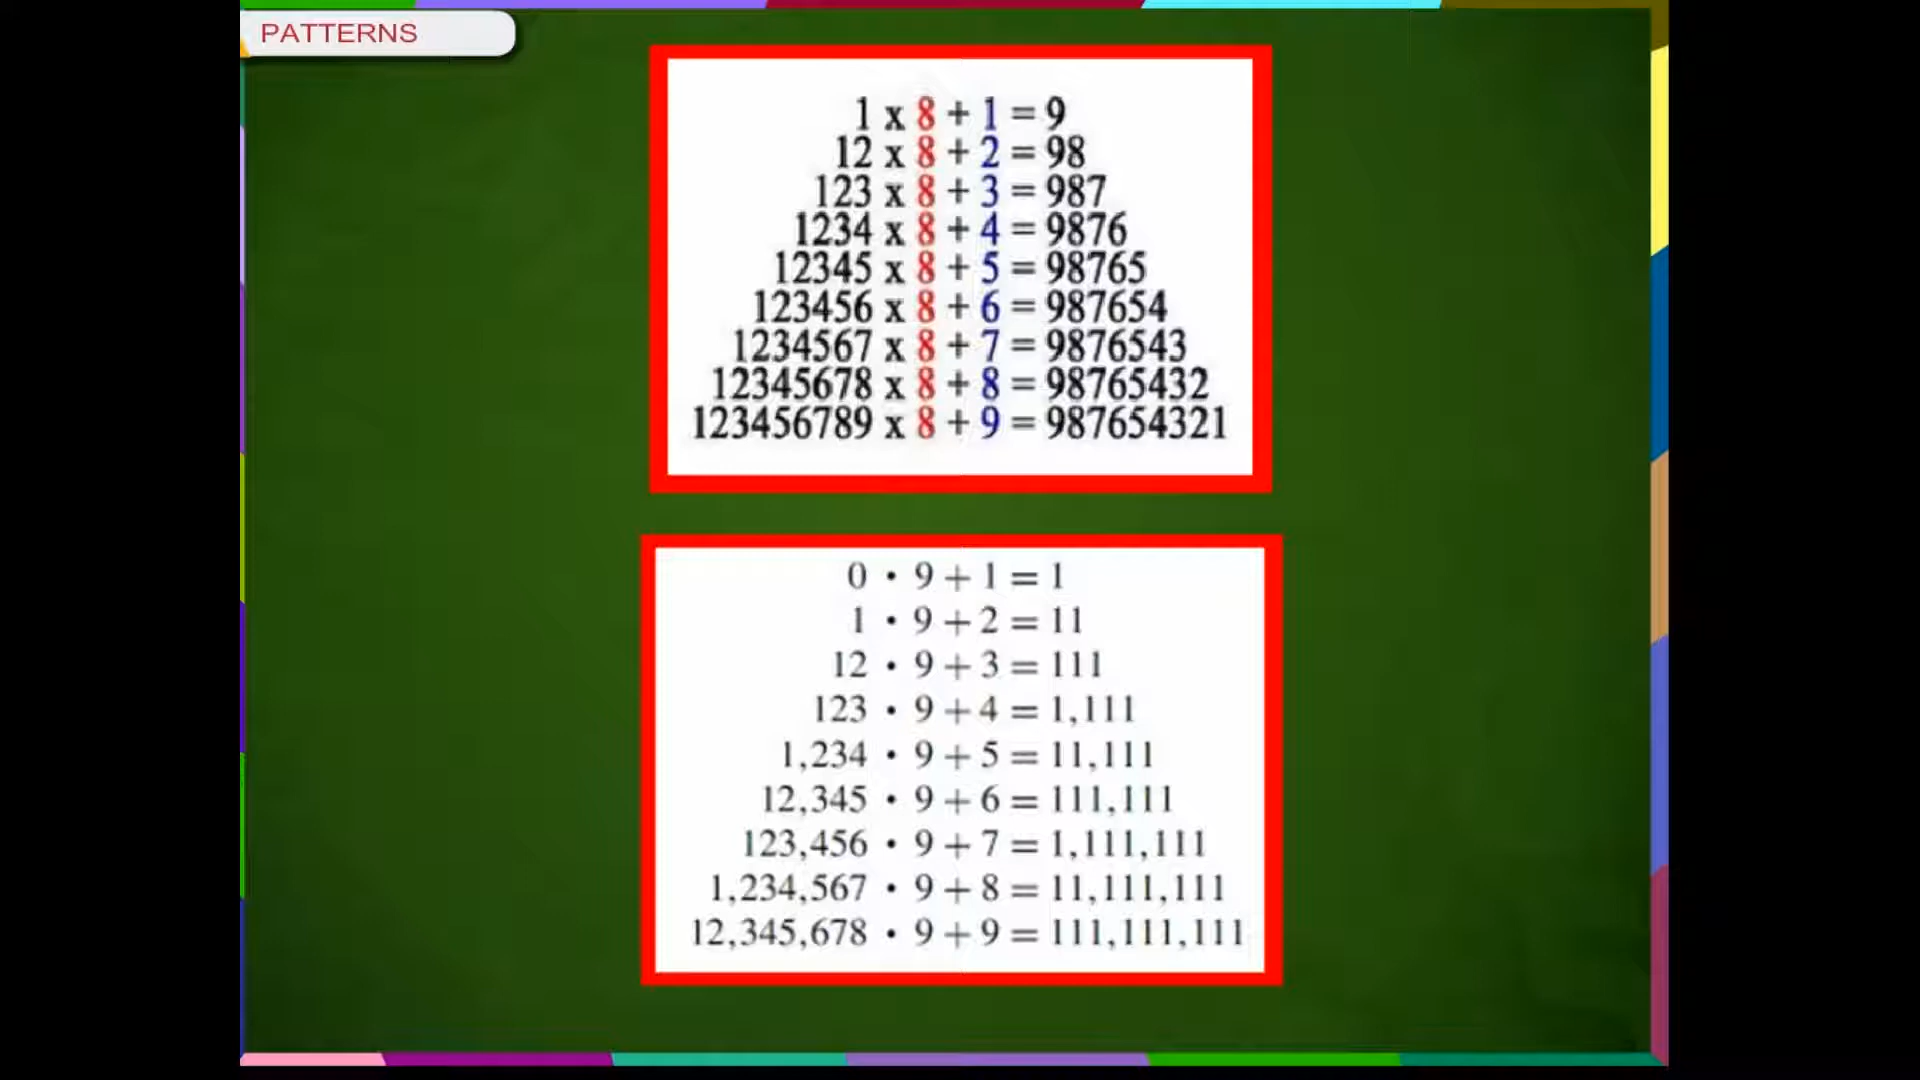 PATTERNS
1 x 8 + 1 = 9
12 x 8 + 2 = 98
123 x 8 + 3 = 987
1234 x 8 + 4 = 9876
12345 x 8 + 5 = 98765
123456 x 8 + 6 = 987654
1234567 x 8 + 7 = 9876543
12345678 x 8 + 8 = 98765432
123456789 x 8 + 9 = 987654321
0 • 9 + 1 = 1
1 • 9 + 2 = 11
12 • 9 + 3 = 111
123 • 9 + 4 = 1,111
1,234 • 9 + 5 = 11,111
12,345 • 9 + 6 = 111,111
123,456 • 9 + 7 = 1,111,111
1,234,567 • 9 + 8 = 11,111,111
12,345,678 • 9 + 9 = 111,111,111